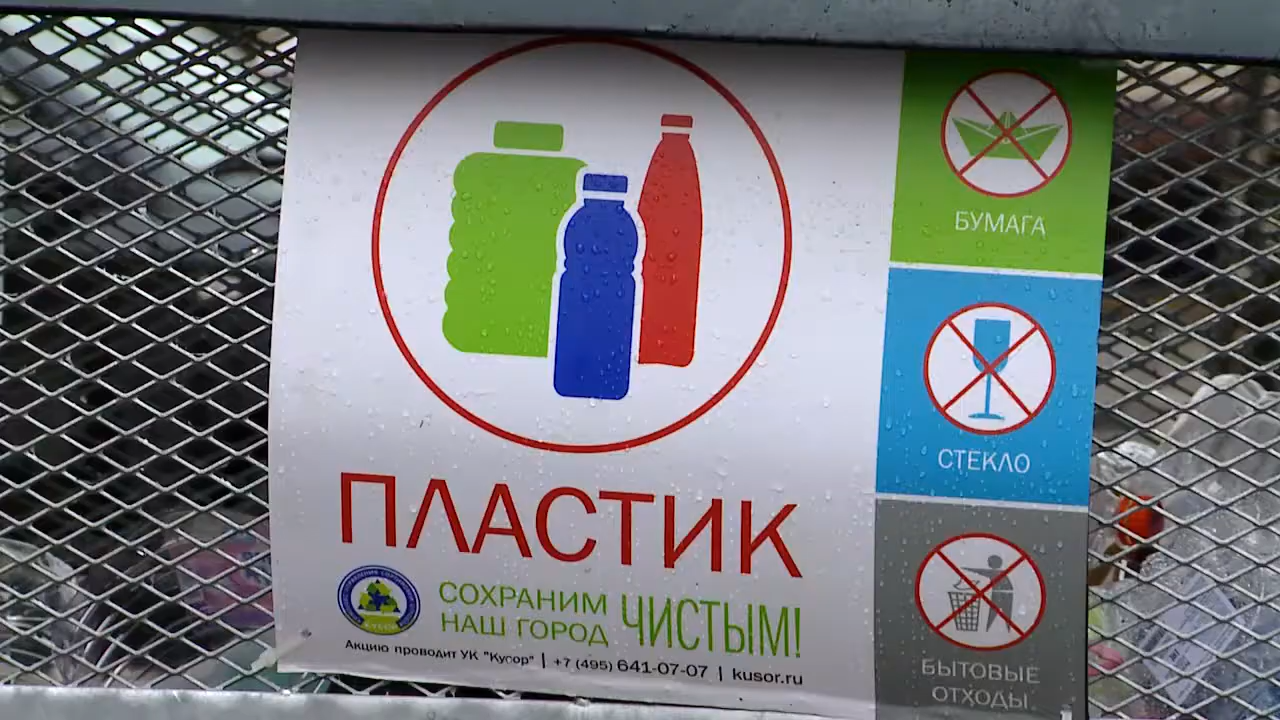 ПЛАСТИК
СОХРАНИМ
НАШ ГОРОД
ЧИСТЫМ!
КУСОР
Акцию проводит УК "Кусор" | +7 (495) 641-07-07 | kusor.ru
БУМАГА
СТЕКЛО
БЫТОВЫЕ
ОТХОДЫ